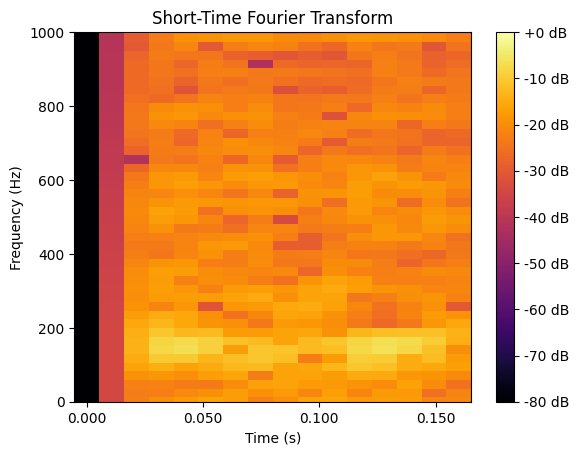 Short-Time Fourier Transform
1000
800
600
400
200
0
Frequency (Hz)
0.000
0.050
0.100
0.150
Time (s)
+0 dB
-10 dB
-20 dB
-30 dB
-40 dB
-50 dB
-60 dB
-70 dB
-80 dB